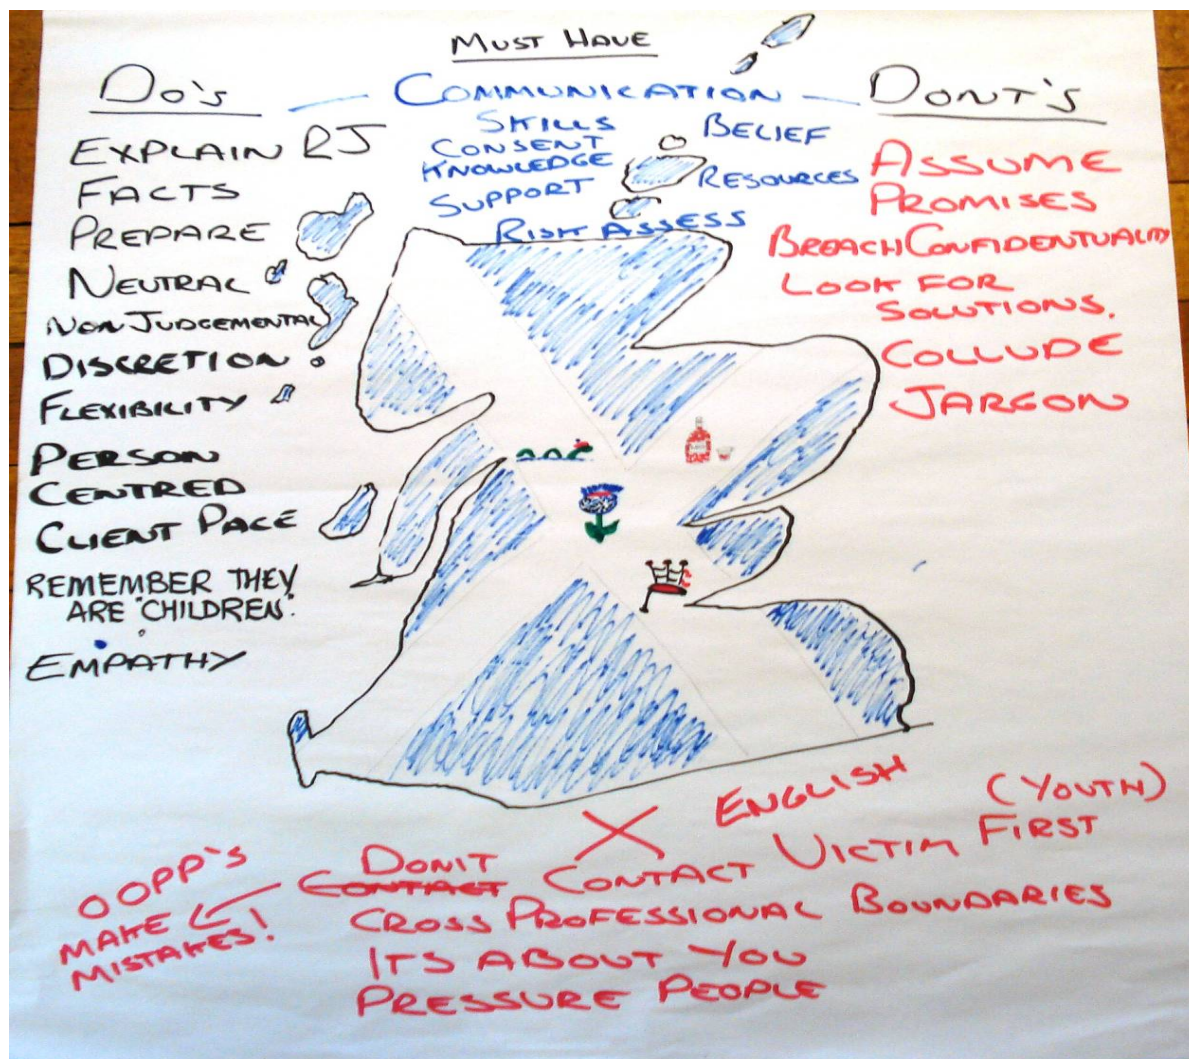 MUST HAVE
DO'S
COMMUNICATION
SKILLS
CONSENT
KNOWLEDGE
SUPPORT
RISK ASSESS
BELIEF
RESOURCES
DONT'S
EXPLAIN RJ
FACTS
PREPARE
NEUTRAL
NON JUDGEMENTAL
DISCRETION
FLEXIBILITY
PERSON
CENTRED
CLIENT PACE
REMEMBER THEY
ARE "CHILDREN".
EMPATHY
ASSUME
PROMISES
BREACH CONFIDENTUALITY
LOOK FOR
SOLUTIONS.
COLLUDE
JARGON
X ENGLISH
DON'T CONTACT VICTIM FIRST (YOUTH)
CONTACT
CROSS PROFESSIONAL BOUNDARIES
ITS ABOUT YOU
PRESSURE PEOPLE
OOPP'S
MAKE
MISTAKES!